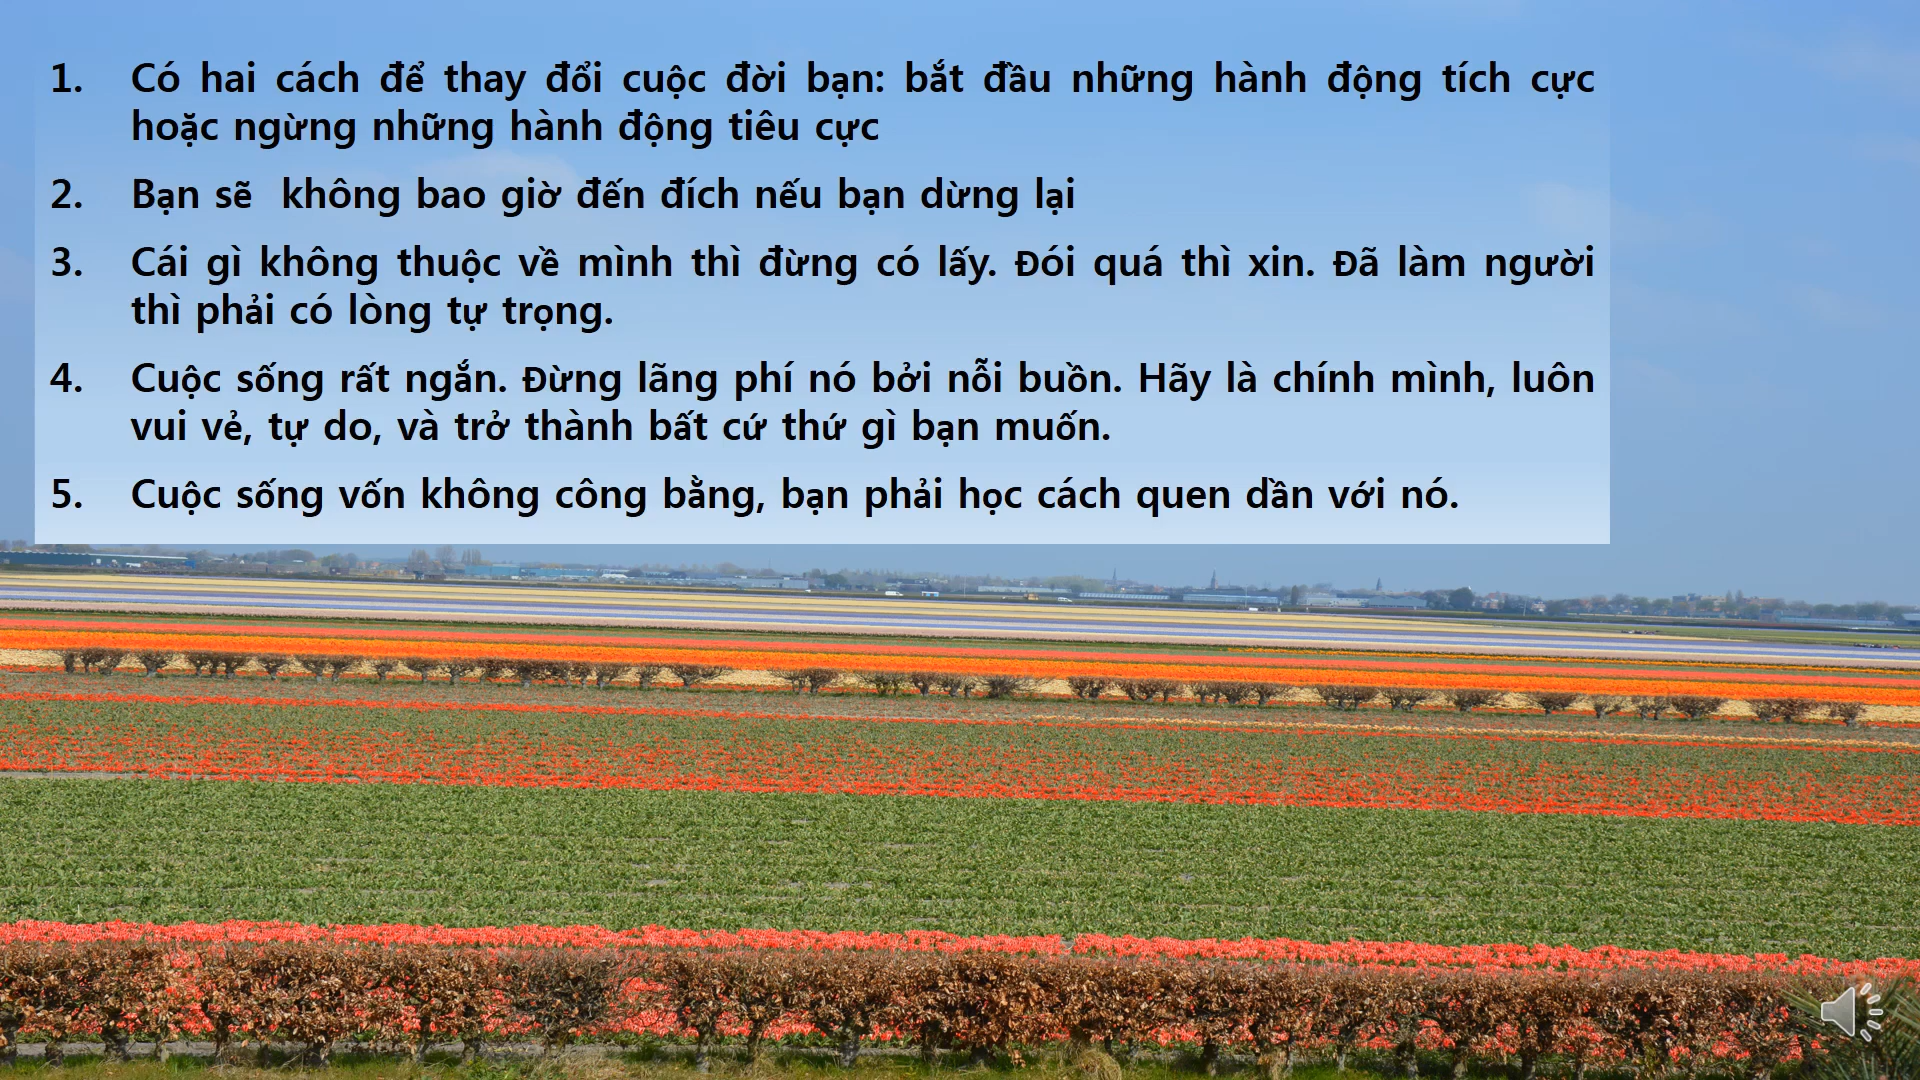 1. Có hai cách để thay đổi cuộc đời bạn: bắt đầu những hành động tích cực
hoặc ngừng những hành động tiêu cực
2. Bạn sẽ  không bao giờ đến đích nếu bạn dừng lại
3. Cái gì không thuộc về mình thì đừng có lấy. Đói quá thì xin. Đã làm người
thì phải có lòng tự trọng.
4. Cuộc sống rất ngắn. Đừng lãng phí nó bởi nỗi buồn. Hãy là chính mình, luôn
vui vẻ, tự do, và trở thành bất cứ thứ gì bạn muốn.
5. Cuộc sống vốn không công bằng, bạn phải học cách quen dần với nó.